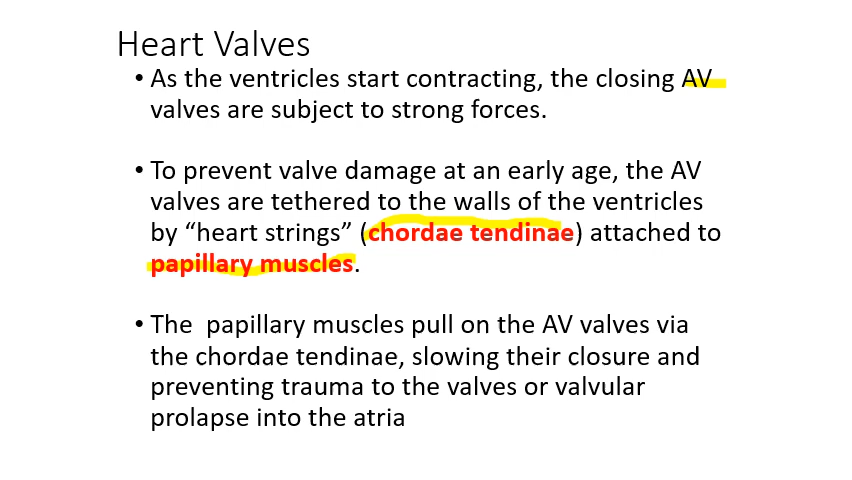 Heart Valves
• As the ventricles start contracting, the closing AV
valves are subject to strong forces.
• To prevent valve damage at an early age, the AV
valves are tethered to the walls of the ventricles
by “heart strings” (chordae tendinae) attached to
papillary muscles.
• The  papillary muscles pull on the AV valves via
the chordae tendinae, slowing their closure and
preventing trauma to the valves or valvular
prolapse into the atria